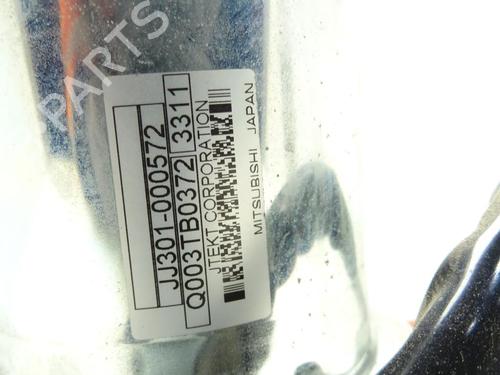 JJ301-000572
Q003TB0372 3311
JTEKT CORPORATION
MITSUBISHI JAPAN
PARTS